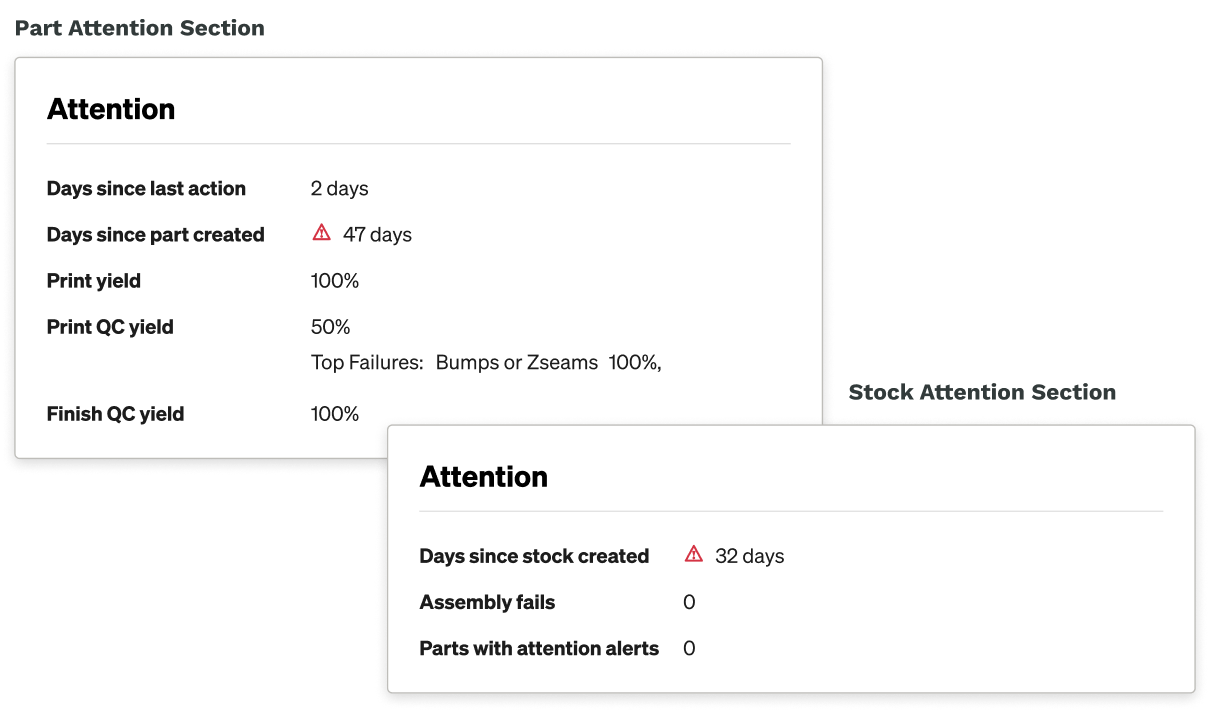 Part Attention Section
Attention
Days since last action 2 days
Days since part created 47 days
Print yield 100%
Print QC yield 50%
Top Failures: Bumps or Zseams 100%,
Finish QC yield 100%
Stock Attention Section
Attention
Days since stock created 32 days
Assembly fails 0
Parts with attention alerts 0